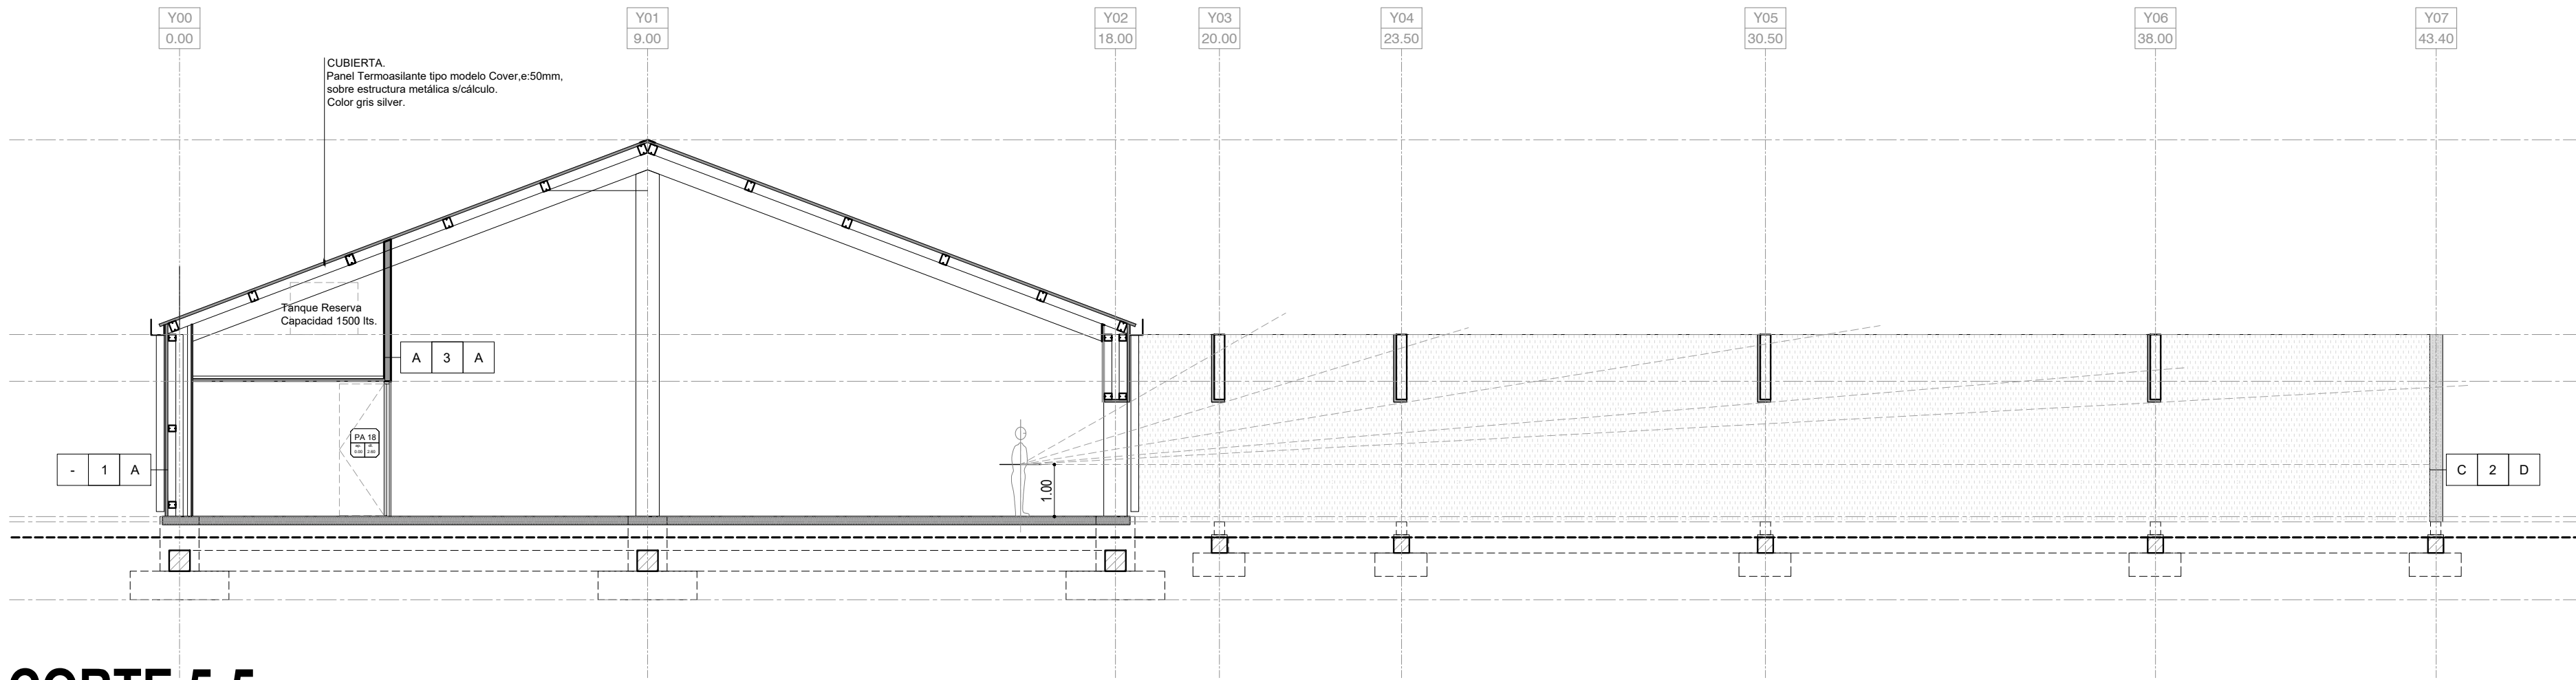 Y00
0.00
Y01
9.00
Y02
18.00
Y03
20.00
Y04
23.50
Y05
30.50
Y06
38.00
Y07
43.40
CUBIERTA.
Panel Termoasilante tipo modelo Cover,e:50mm,
sobre estructura metálica s/cálculo.
Color gris silver.
Tanque Reserva
Capacidad 1500 lts.
A 3 A
PA 18
- 1 A
1.00
C 2 D
CORTE 5-5